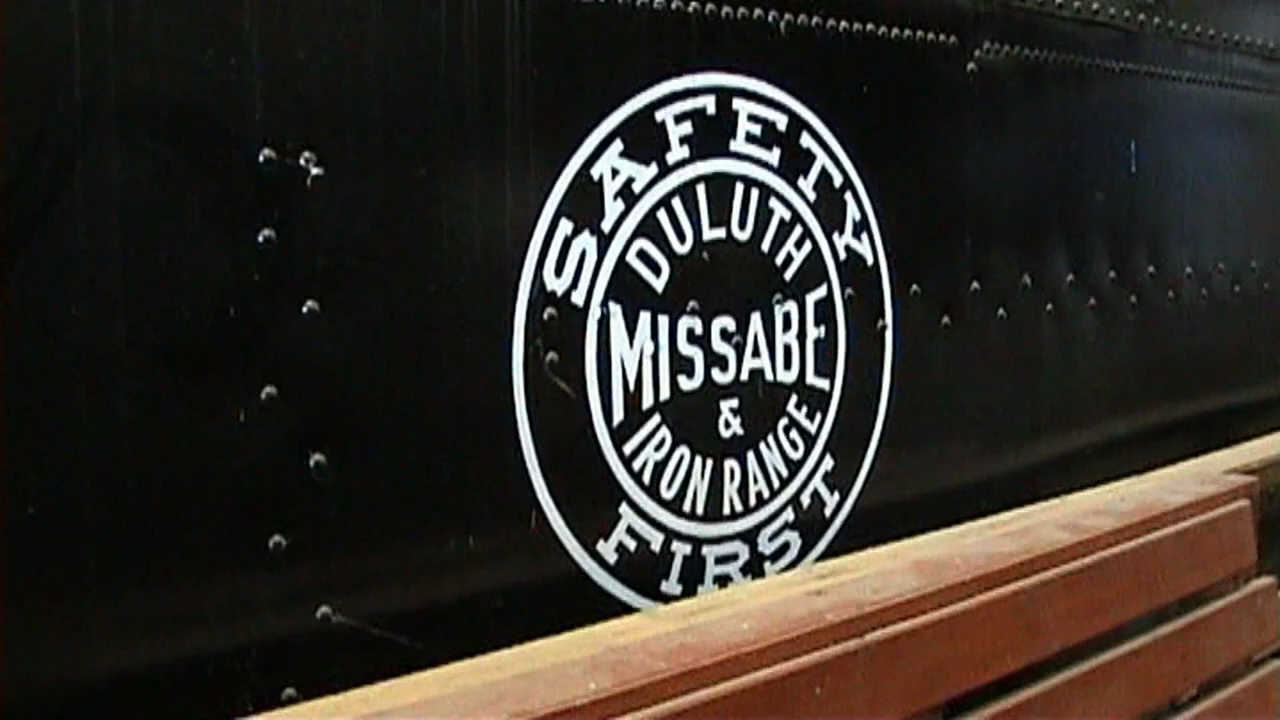 SAFETY
DULUTH
MISSABE
&
IRON RANGE
FIRST